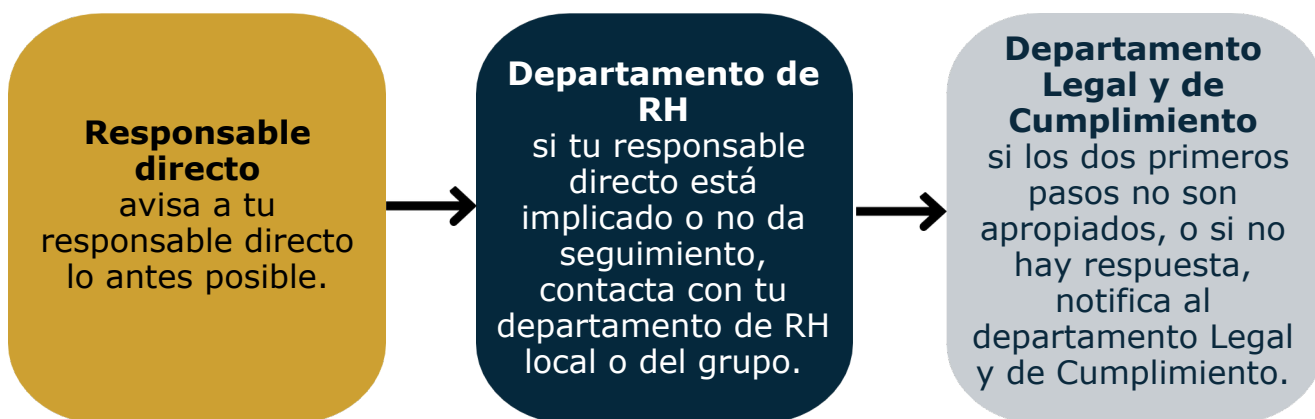 Responsable
directo
avisa a tu
responsable directo
lo antes posible.
Departamento de
RH
si tu responsable
directo está
implicado o no da
seguimiento,
contacta con tu
departamento de RH
local o del grupo.
Departamento
Legal y de
Cumplimiento
si los dos primeros
pasos no son
apropiados, o si no
hay respuesta,
notifica al
departamento Legal
y de Cumplimiento.